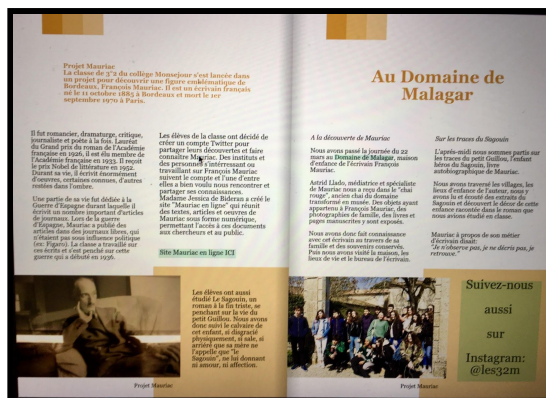 Projet Mauriac
La classe de 3°2 du collège Monsejour s'est lancée dans
un projet pour découvrir une figure emblématique de
Bordeaux, François Mauriac. Il est un écrivain français
né le 11 octobre 1885 à Bordeaux et mort le 1er
septembre 1970 à Paris.
Il fut romancier, dramaturge, critique,
journaliste et poète à la fois. Lauréat
du Grand prix du roman de l'Académie
française en 1926, il est élu membre de
l'Académie française en 1933. Il reçoit
le prix Nobel de littérature en 1952.
Durant sa vie, il écrivit énormément
d'oeuvres, certaines connues, d'autres
restées dans l'ombre.
Une partie de sa vie fut dédiée à la
Guerre d'Espagne durant laquelle il
écrivit un nombre important d'articles
de journaux. Lors de la guerre
d'Espagne, Mauriac a publié des
articles dans des journaux libres, qui
n'étaient pas sous influence politique
(ex: Figaro). La classe a travaillé sur
ces écrits et s'est penché sur cette
guerre qui a débuté en 1936.
Les élèves de la classe ont décidé de
créer un compte Twitter pour
partager leurs découvertes et faire
connaître Mauriac. Des instituts et
des personnes s'intérressant ou
travaillant sur François Mauriac
suivent le compte et l'une d'entre
elles a bien voulu nous rencontrer et
partager ses connaissances.
Madame Jessica de Bideran a créé le
site "Mauriac en ligne" qui réunit
des textes, articles et oeuvres de
Mauriac sous forme numérique,
permettant l'accès à ces documents
aux chercheurs et au public.
Site Mauriac en ligne ICI
Les élèves ont aussi
étudié Le Sagouin, un
roman à la fin triste, se
penchant sur la vie du
petit Guillou. Nous avons
donc suivi le calvaire de
cet enfant, si disgracié
physiquement, si sale, si
arriéré que sa mère ne
l'appelle que "le
Sagouin", ne lui donnant
ni amour, ni affection.
Projet Mauriac
Au Domaine de
Malagar
A la découverte de Mauriac
Nous avons passé la journée du 22
mars au Domaine de Malagar, maison
d'enfance de l'écrivain François
Mauriac.
Astrid Llado, médiatrice et spécialiste
de Mauriac nous a reçu dans le "chai
rouge", ancien chai du domaine
transformé en musée. Des objets ayant
appartenu à François Mauriac, des
photographies de famille, des livres et
pages manuscrites y sont exposés.
Nous avons donc fait connaissance
avec cet écrivain au travers de sa
famille et des souvenirs conservés.
Puis nous avons visité la maison, les
lieux de vie et le bureau de l'écrivain.
Sur les traces du Sagouin
L'après-midi nous sommes partis sur
les traces du petit Guillou, l'enfant
héros du Sagouin, livre
autobiographique de Mauriac.
Nous avons traversé les villages, les
lieux d'enfance de l'auteur, nous y
avons lu et écouté des extraits du
Sagouin et découvert le décor de cette
enfance racontée dans le roman que
nous avions étudié en classe.
Mauriac à propos de son métier
d'écrivain disait:
"Je n'observe pas, je ne décris pas, je
retrouve."
Suivez-nous
aussi
sur
Instagram:
@les32m
Projet Mauriac